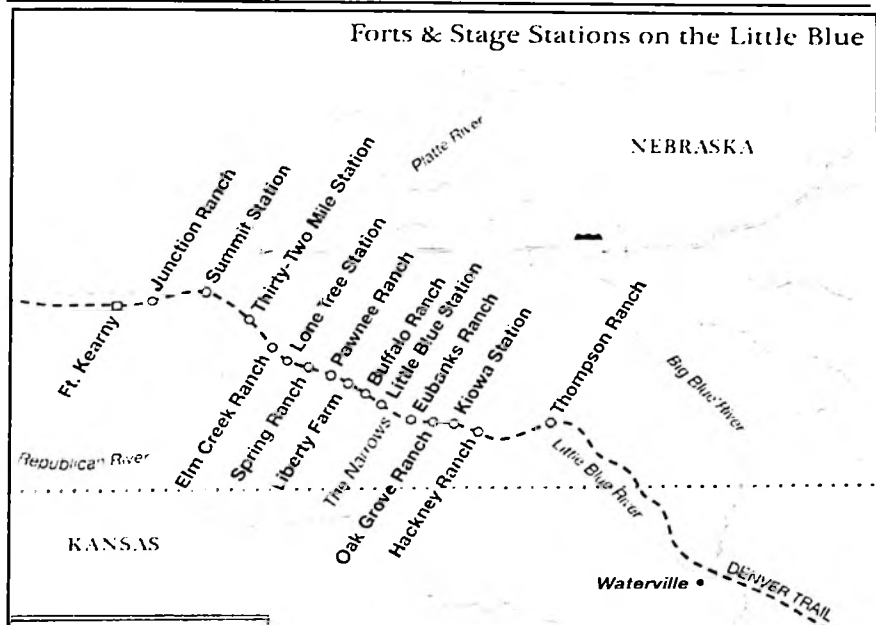 Forts & Stage Stations on the Little Blue
Platte River
NEBRASKA
Junction Ranch
Summit Station
Thirty-Two Mile Station
Lone Tree Station
Pawnee Ranch
Buffalo Ranch
Little Blue Station
Eubanks Ranch
Kiowa Station
Thompson Ranch
Ft. Kearny
Elm Creek Ranch
Spring Ranch
Liberty Farm
The Narrows
Oak Grove Ranch
Hackney Ranch
Big Blue River
Little Blue River
Republican River
KANSAS
Waterville
DENVER TRAIL